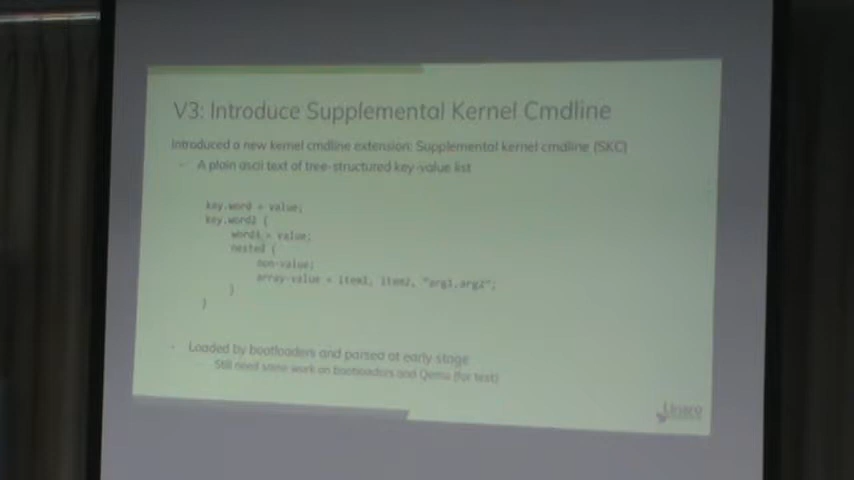 V3: Introduce Supplemental Kernel Cmdline
Introduced a new kernel cmdline extension: Supplemental kernel cmdline (SKC)
- A plain ascii text of tree-structured key-value list
key.word = value;
key.word2 {
word3 = value;
nested {
non-value;
array-value = item1, item2, "arg1,arg2";
}
}
- Loaded by bootloaders and parsed at early stage
- Still need some work on bootloaders and Qemu (for test)
Linaro